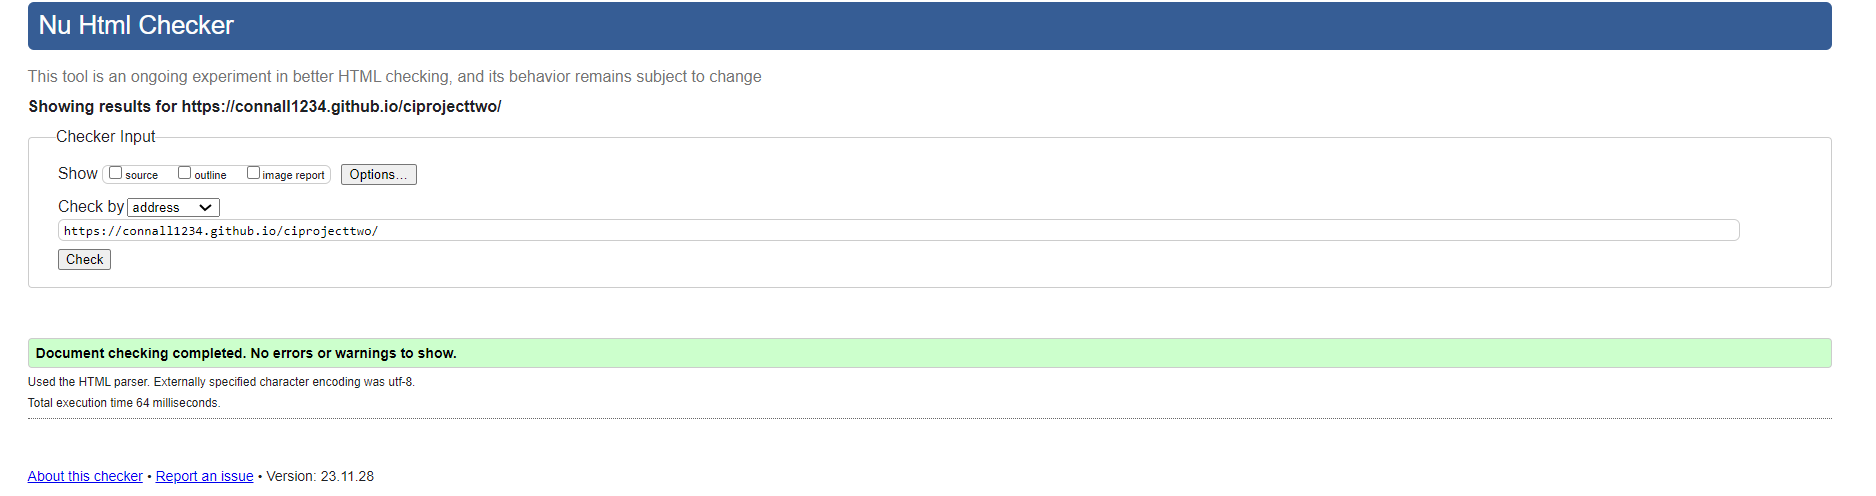 Nu Html Checker
This tool is an ongoing experiment in better HTML checking, and its behavior remains subject to change
Showing results for https://connall1234.github.io/ciprojecttwo/
Checker Input
Show source outline image report Options...
Check by address
https://connall1234.github.io/ciprojecttwo/
Check
Document checking completed. No errors or warnings to show.
Used the HTML parser. Externally specified character encoding was utf-8.
Total execution time 64 milliseconds.
About this checker • Report an issue • Version: 23.11.28